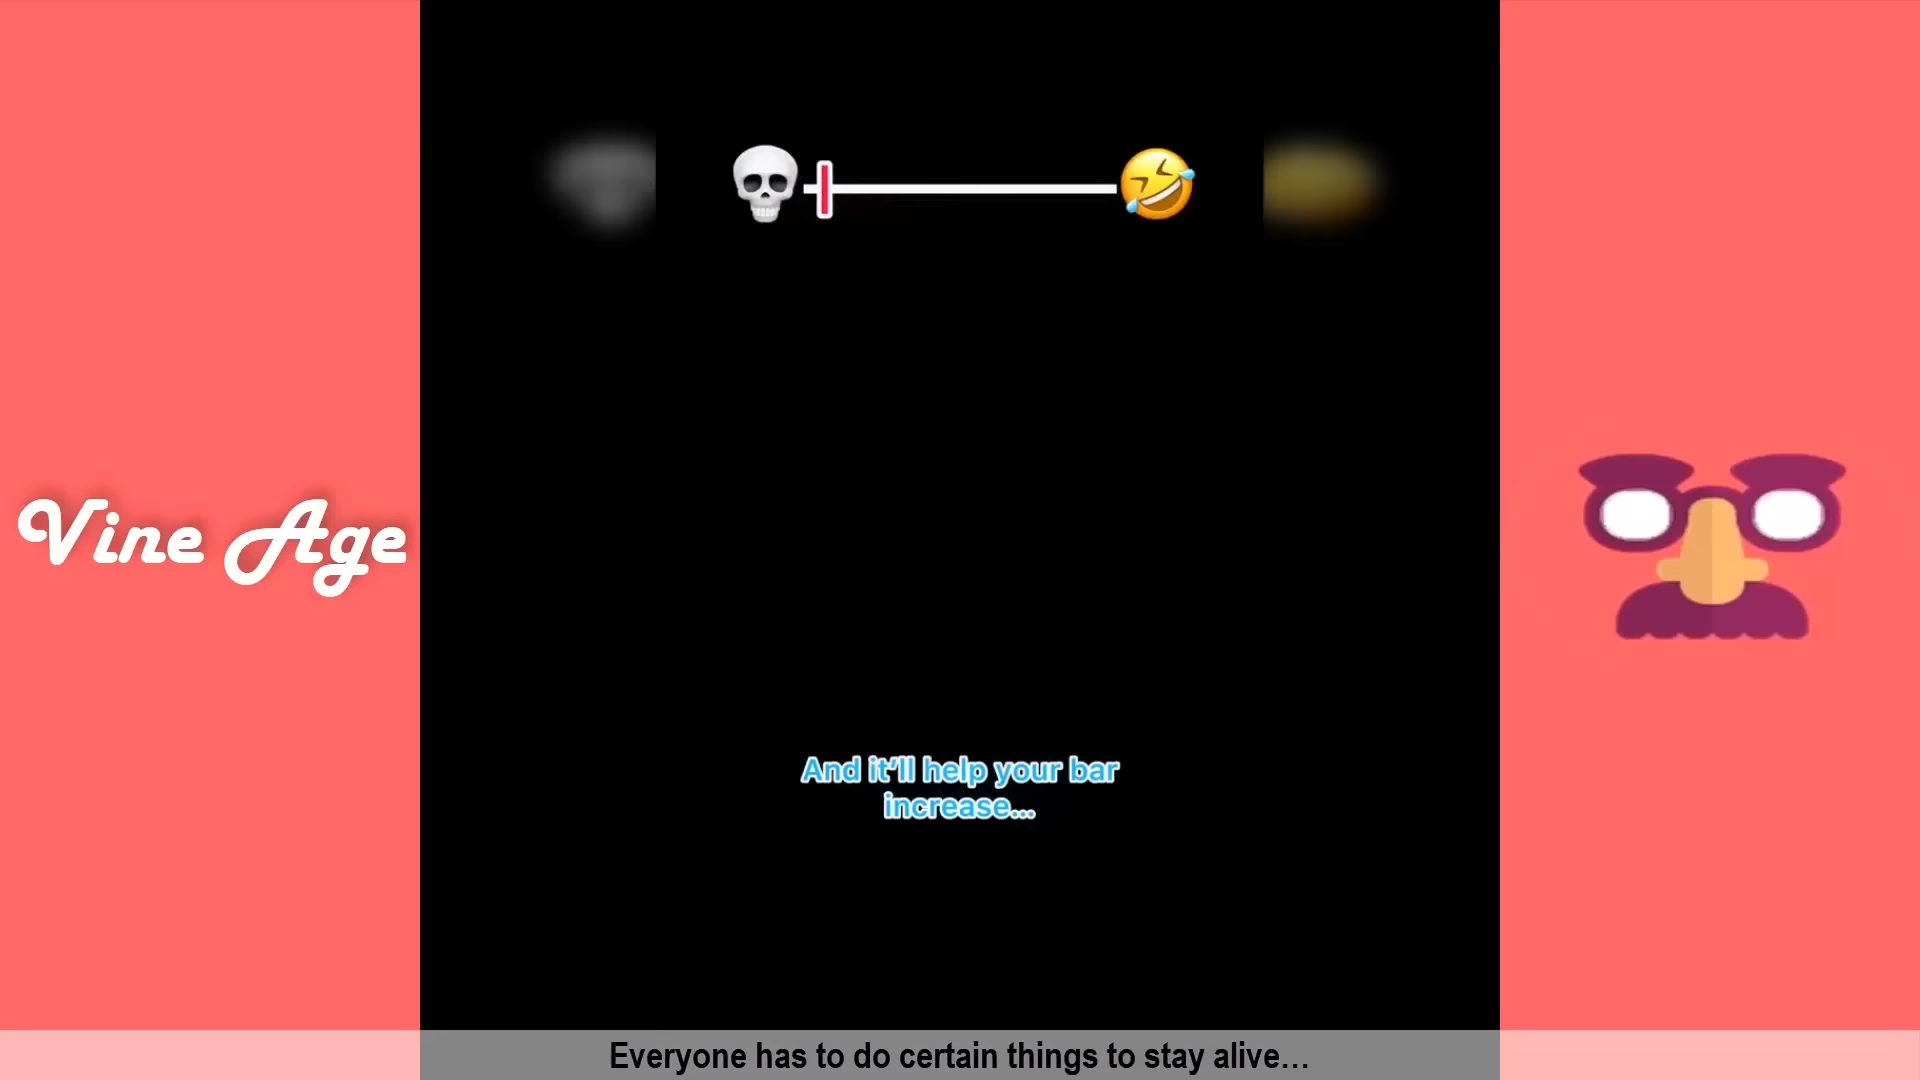 Vine Age
And it'll help your bar
increase...
Everyone has to do certain things to stay alive...